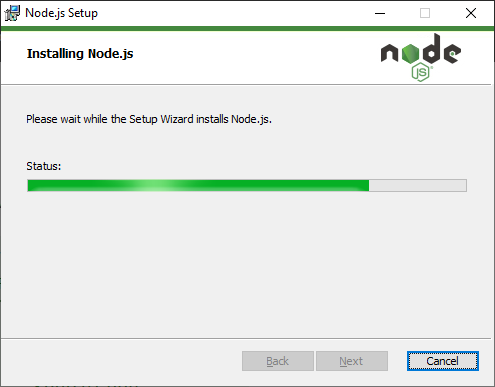 Node.js Setup
Installing Node.js
node
JS
Please wait while the Setup Wizard installs Node.js.
Status:
Back
Next
Cancel